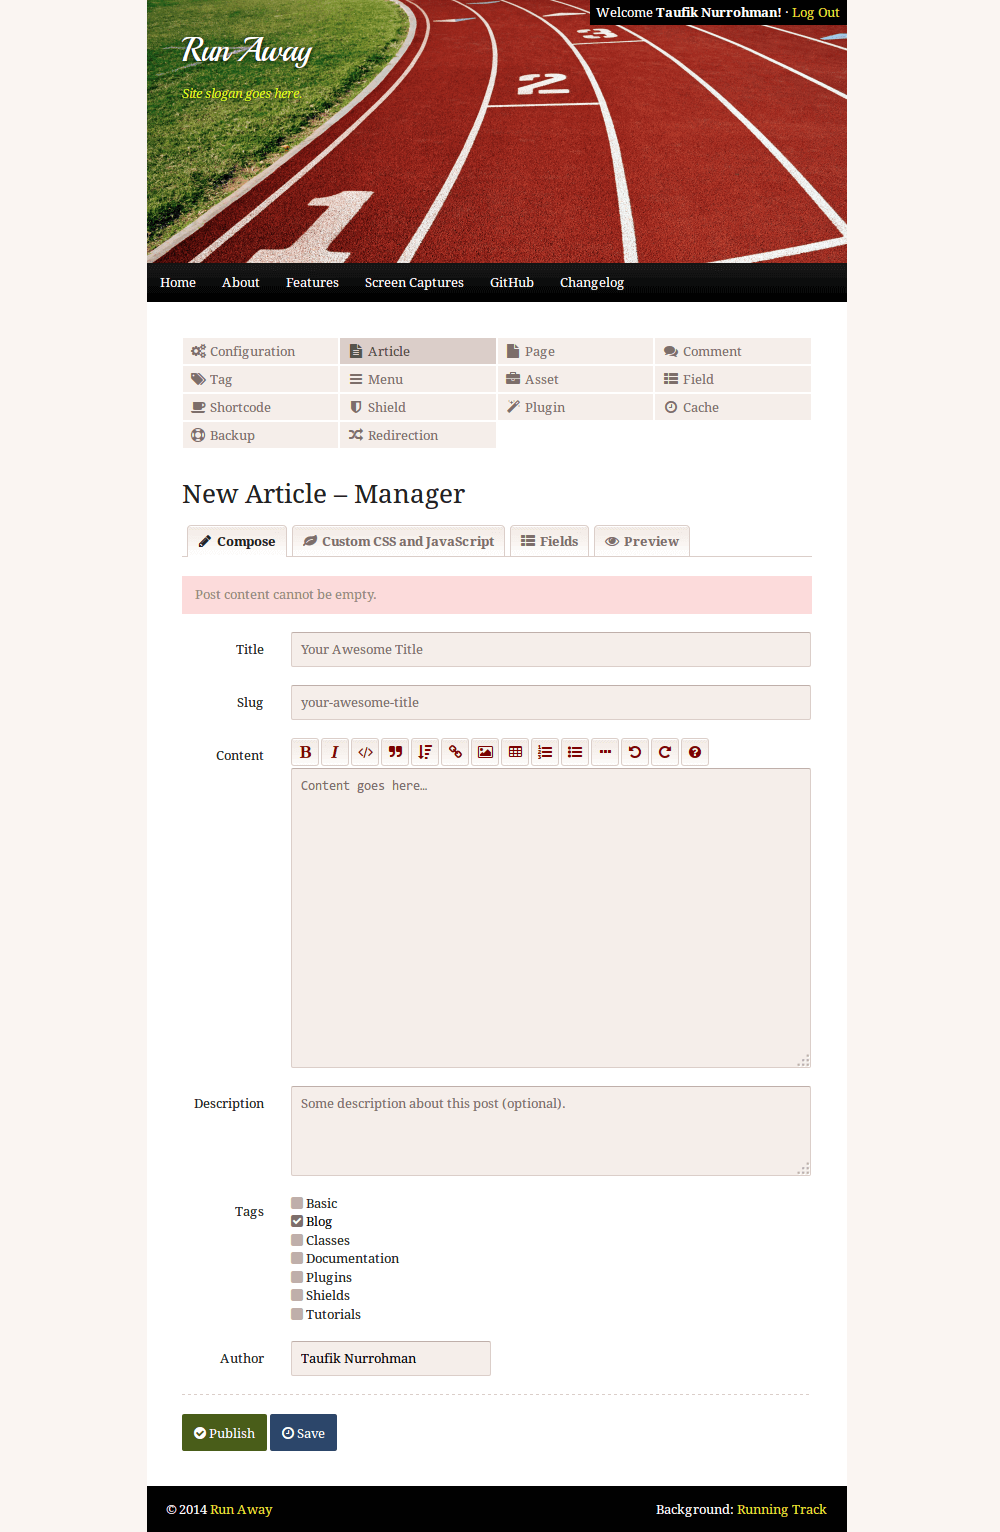 Welcome Taufik Nurrohman! · Log Out
Run Away
Site slogan goes here.
3
2
1
Home About Features Screen Captures GitHub Changelog
Configuration Article Page Comment
Tag Menu Asset Field
Shortcode Shield Plugin Cache
Backup Redirection
New Article – Manager
Compose Custom CSS and JavaScript Fields Preview
Post content cannot be empty.
Title Your Awesome Title
Slug your-awesome-title
Content B I
Content goes here…
Description Some description about this post (optional).
Tags
Basic
Blog
Classes
Documentation
Plugins
Shields
Tutorials
Author Taufik Nurrohman
Publish Save
© 2014 Run Away Background: Running Track